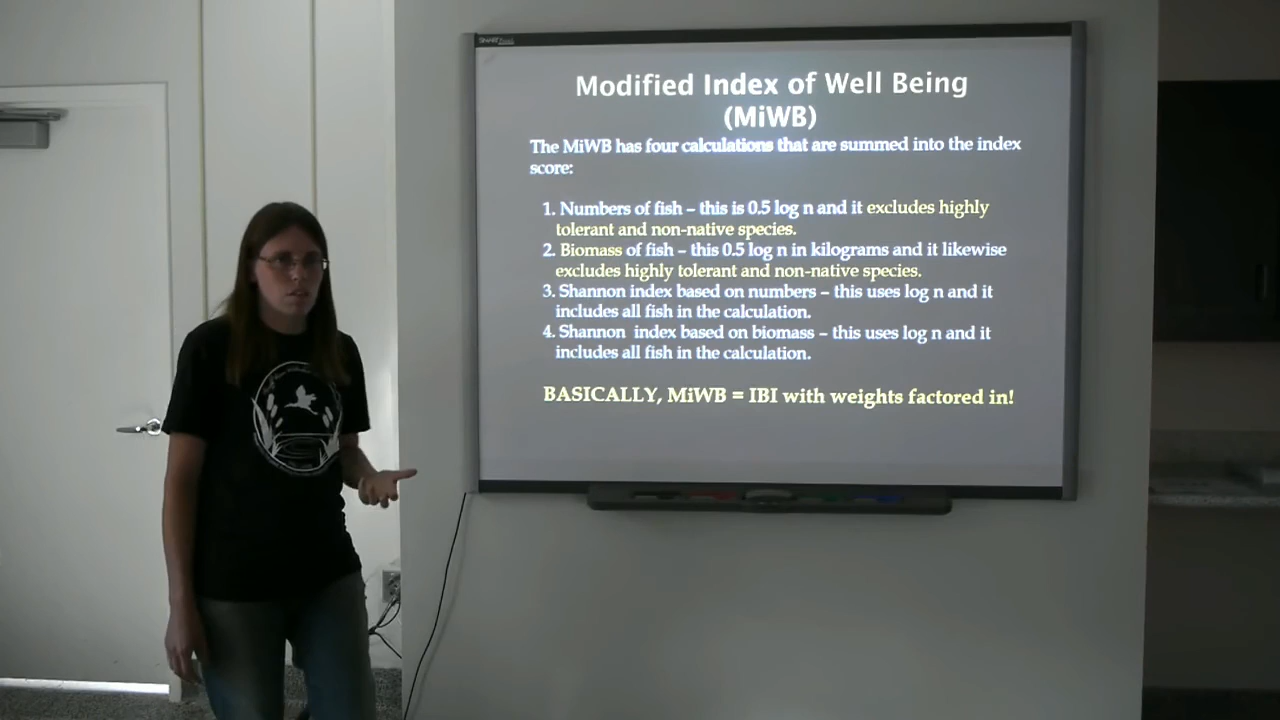 SMART
Modified Index of Well Being
(MiWB)
The MiWB has four calculations that are summed into the index
score:
1. Numbers of fish – this is 0.5 log n and it excludes highly
tolerant and non-native species.
2. Biomass of fish – this 0.5 log n in kilograms and it likewise
excludes highly tolerant and non-native species.
3. Shannon index based on numbers – this uses log n and it
includes all fish in the calculation.
4. Shannon index based on biomass – this uses log n and it
includes all fish in the calculation.
BASICALLY, MiWB = IBI with weights factored in!